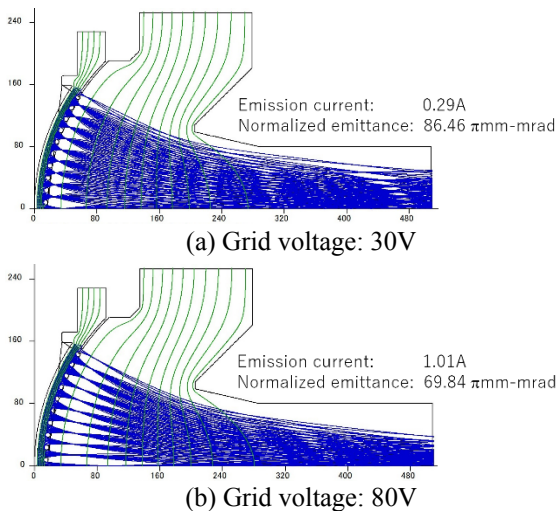 240
160
Emission current: 0.29A
Normalized emittance: 86.46 πmm-mrad
80
0
0 80 160 240 320 400 480
(a) Grid voltage: 30V
240
160
Emission current: 1.01A
Normalized emittance: 69.84 πmm-mrad
80
0
0 80 160 240 320 400 480
(b) Grid voltage: 80V